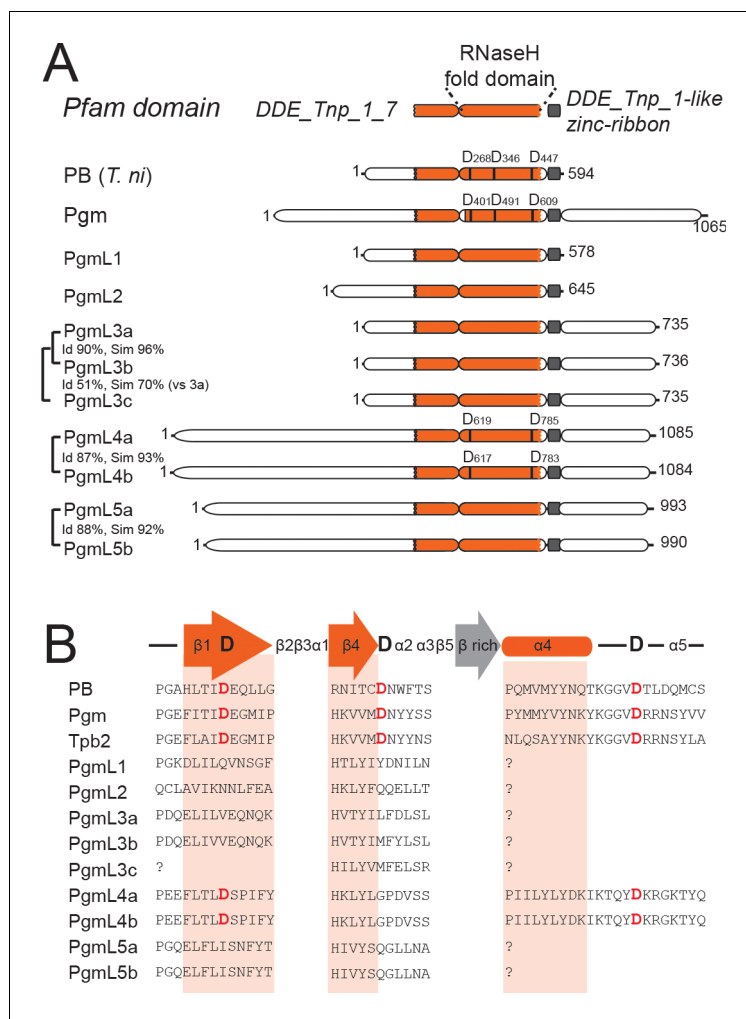 A
RNaseH
fold domain
Pfam domain DDE_Tnp_1_7 DDE_Tnp_1-like
zinc-ribbon
D268 D346 D447
PB (T. ni) 1 594
D401 D491 D609
Pgm 1 1065
PgmL1 1 578
PgmL2 1 645
PgmL3a 1 735
Id 90%, Sim 96%
PgmL3b 1 736
Id 51%, Sim 70% (vs 3a)
PgmL3c 1 735
D619 D785
PgmL4a 1 1085
Id 87%, Sim 93%
D617 D783
PgmL4b 1 1084
PgmL5a 1 993
Id 88%, Sim 92%
PgmL5b 1 990
B
β1 D β2β3α1 β4 D α2 α3β5 β rich α4 D α5
PB PGAHLTIDEQLLG RNITCDNWFTS PQMVMYYNQTKGGVDTLDQMCS
Pgm PGEFITIDEGMIP HKVVMDNYYSS PYMMYVYNKYKGGVDRRNSYVV
Tpb2 PGEFLAIDEGMIP HKVVMDNYYNS NLQSAYYNKYKGGVDRRNSYLA
PgmL1 PGKDLILQVNSGF HTLYIYDNILN ?
PgmL2 QCLAVIKNNLFEA HKLYFQQELLT ?
PgmL3a PDQELILVEQNQK HVTYILFDLSL ?
PgmL3b PDQELIVVEQNQK HVTYIMFYLSL ?
PgmL3c ? HILYVMFELSR ?
PgmL4a PEEFLTLDSPIFY HKLYLGPDVSS PIILYLYDKIKTQYDKRGKTYQ
PgmL4b PEEFLTLDSPIFY HKLYLGPDVSS PIILYLYDKIKTQYDKRGKTYQ
PgmL5a PGQELFLISNFYT HIVYSQGLLNA ?
PgmL5b PGQELFLISNFYT HIVYSQGLLNA ?